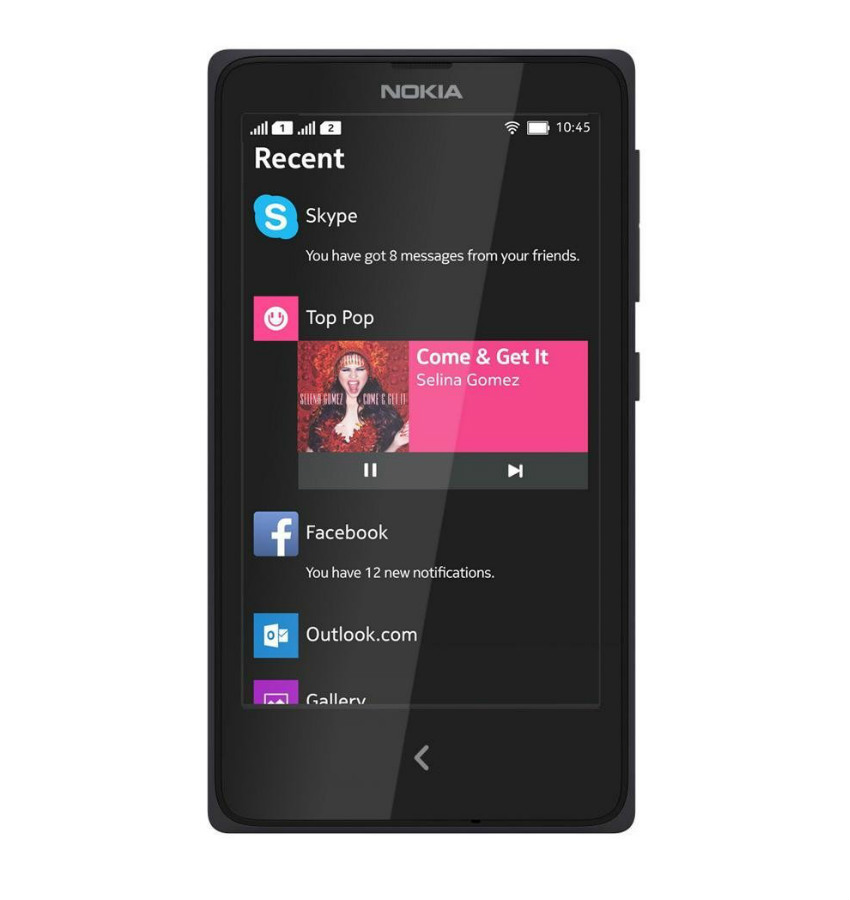 NOKIA
1 2 10:45
Recent
S Skype
You have got 8 messages from your friends.
Top Pop
Come & Get It
Selina Gomez
SELENA GOMEZ COME & GET IT
f Facebook
You have 12 new notifications.
o Outlook.com
Gallery